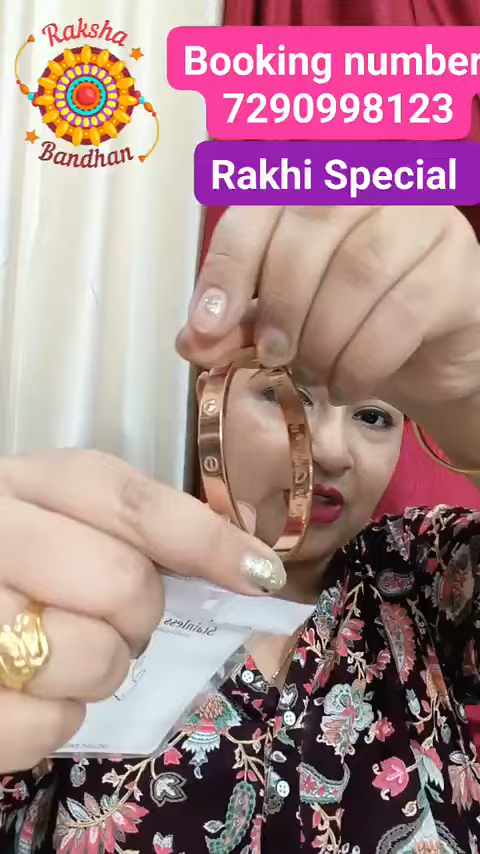 Raksha
Bandhan
Booking number
7290998123
Rakhi Special
Stainless